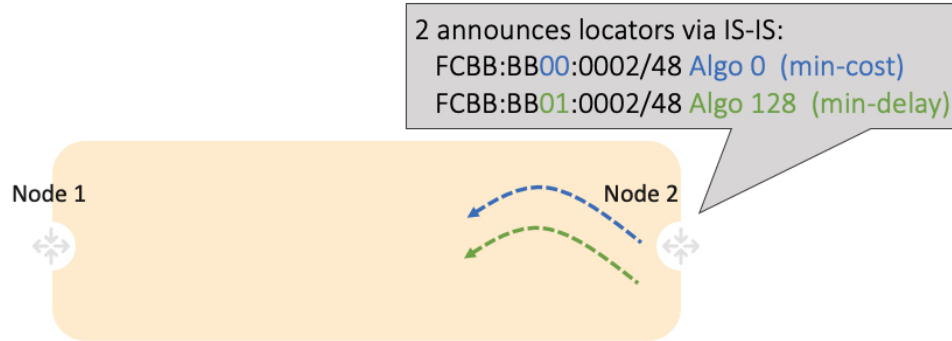 2 announces locators via IS-IS:
FCBB:BB00:0002/48 Algo 0 (min-cost)
FCBB:BB01:0002/48 Algo 128 (min-delay)
Node 1
Node 2